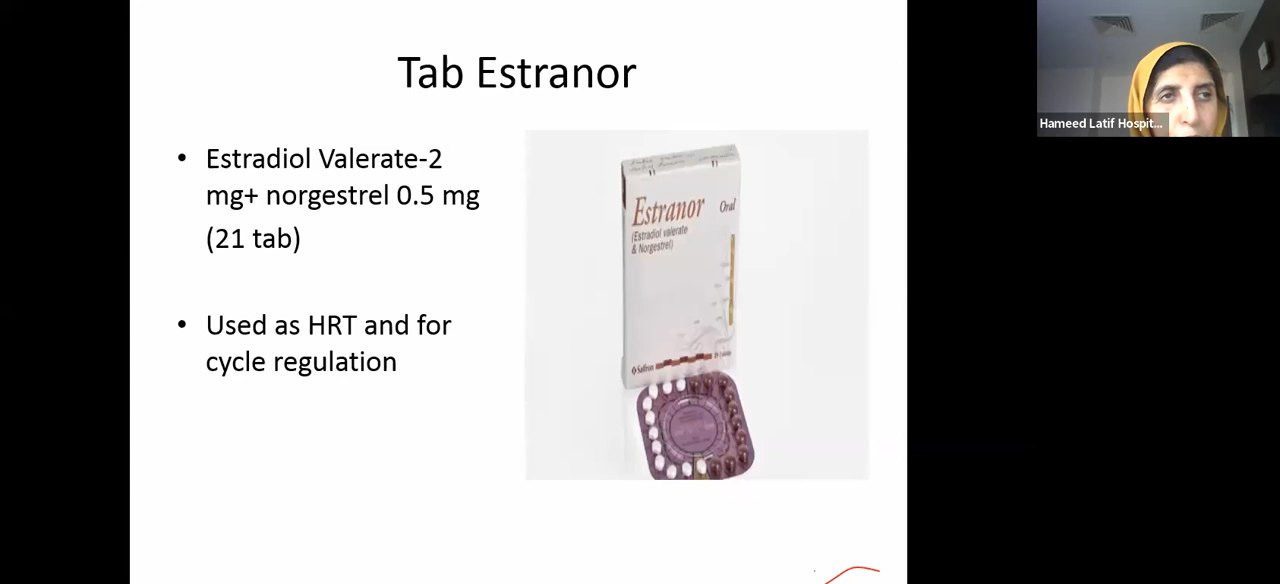 Tab Estranor
• Estradiol Valerate-2
mg+ norgestrel 0.5 mg
(21 tab)
• Used as HRT and for
cycle regulation
Estranor Oral
(Estradiol valerate
& Norgestrel)
Saffron
Hameed Latif Hospit...